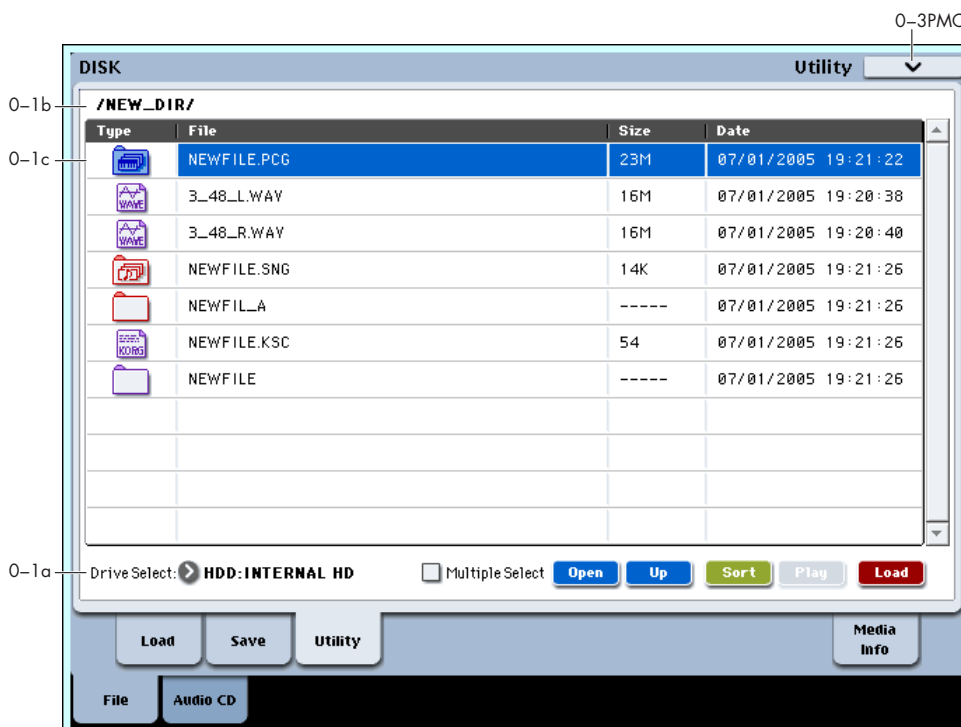 0–3PMC
DISK Utility
0–1b /NEW_DIR/
Type File Size Date
0–1c NEWFILE.PCG 23M 07/01/2005 19:21:22
WAVE 3_48_L.WAV 16M 07/01/2005 19:20:38
WAVE 3_48_R.WAV 16M 07/01/2005 19:20:40
NEWFILE.SNG 14K 07/01/2005 19:21:26
NEWFIL_A ----- 07/01/2005 19:21:26
KORG NEWFILE.KSC 54 07/01/2005 19:21:26
NEWFILE ----- 07/01/2005 19:21:26
0–1a Drive Select: HDD:INTERNAL HD Multiple Select Open Up Sort Play Load
Load Save Utility Media Info
File Audio CD